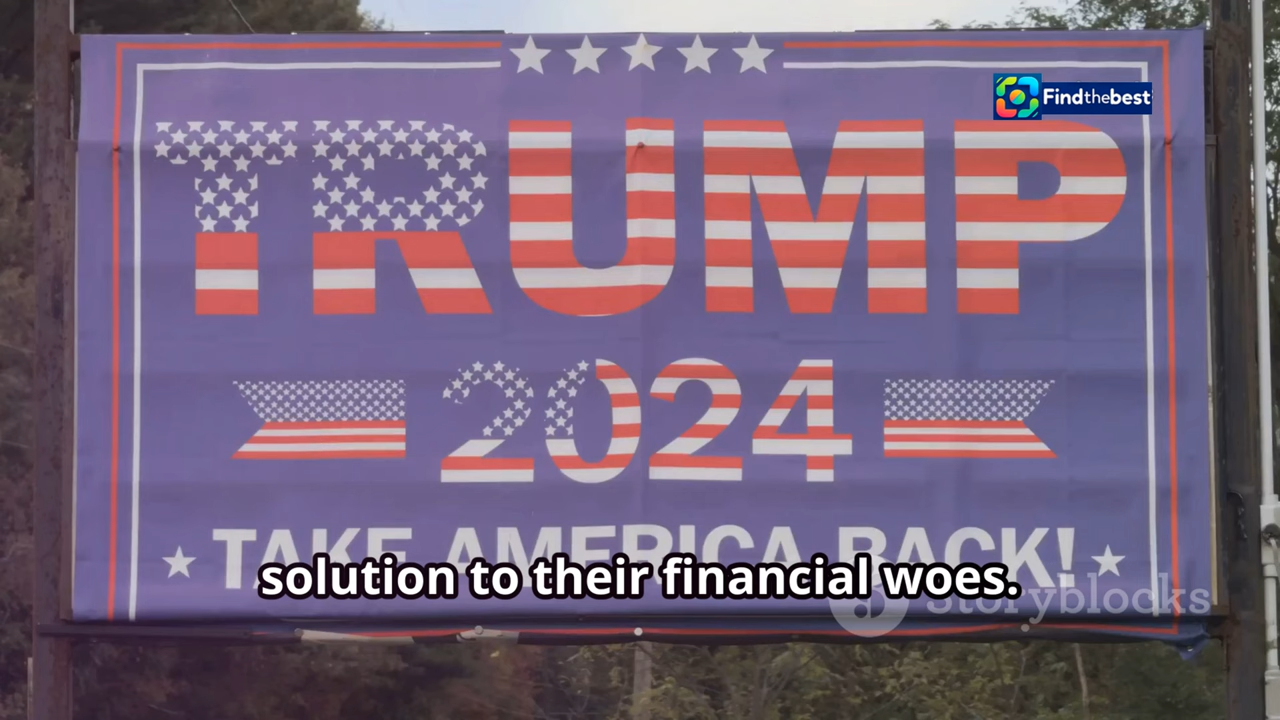 Findthebest
TRUMP
2024
TAKE AMERICA BACK!
solution to their financial woes.
Storyblocks